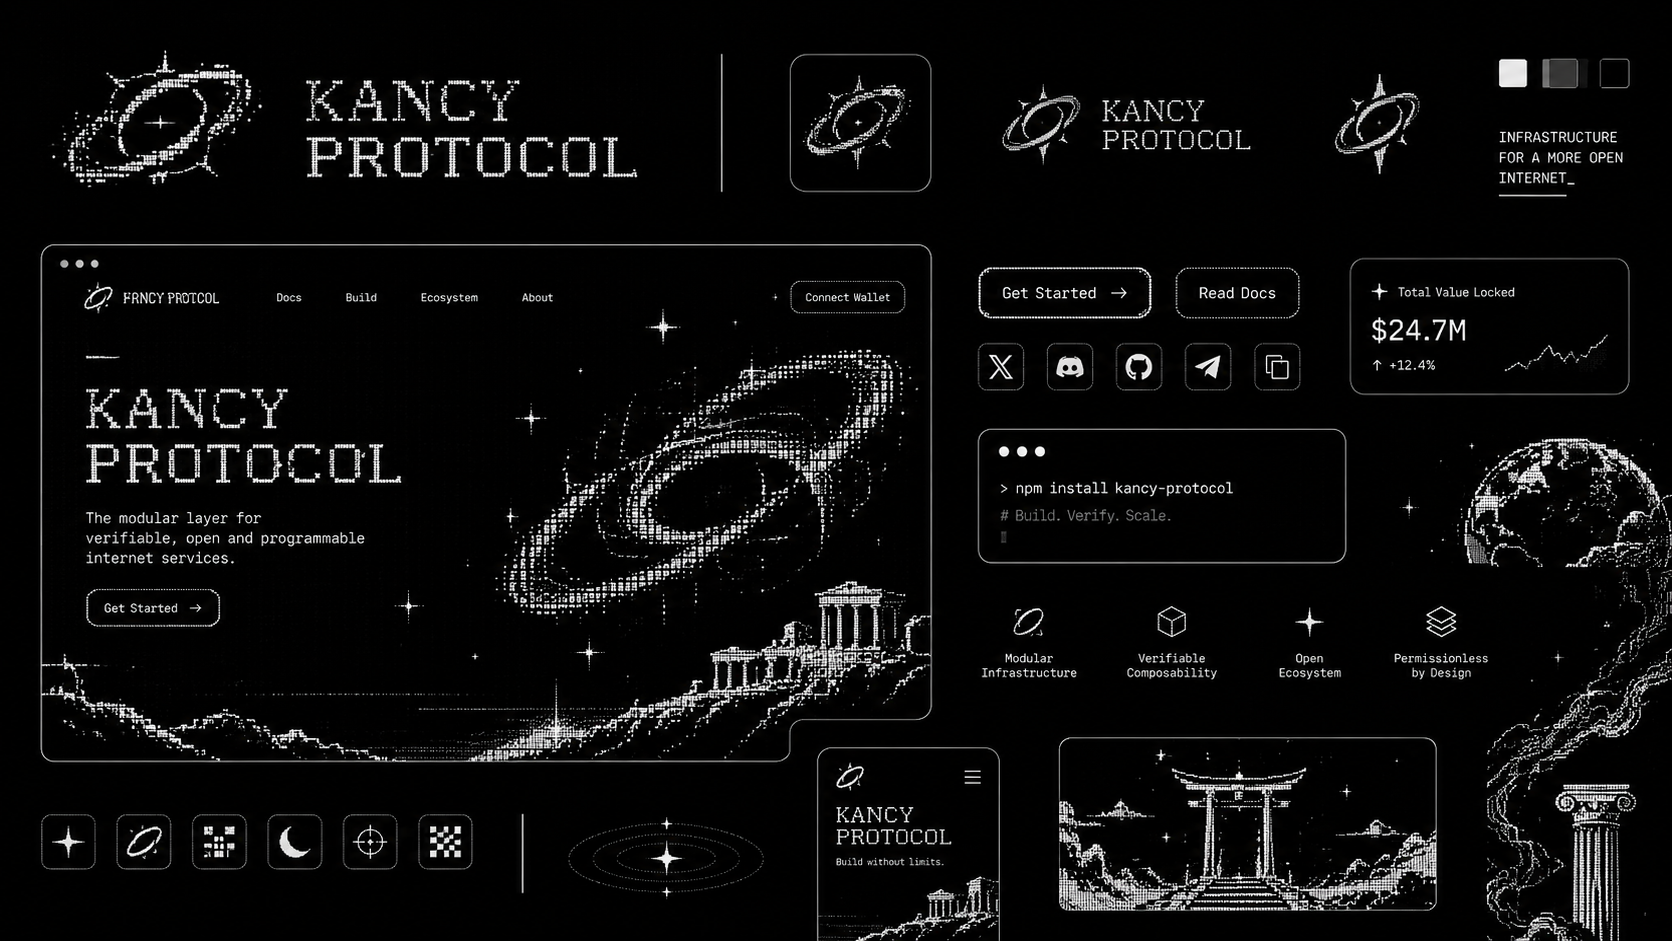 KANCY
PROTOCOL
KANCY
PROTOCOL
INFRASTRUCTURE
FOR A MORE OPEN
INTERNET_
FRNCY PROTCOL
Docs
Build
Ecosystem
About
Connect Wallet
KANCY
PROTOCOL
The modular layer for
verifiable, open and programmable
internet services.
Get Started →
Get Started →
Read Docs
Total Value Locked
$24.7M
↑ +12.4%
> npm install kancy-protocol
# Build. Verify. Scale.
Modular
Infrastructure
Verifiable
Composability
Open
Ecosystem
Permissionless
by Design
KANCY
PROTOCOL
Build without limits.